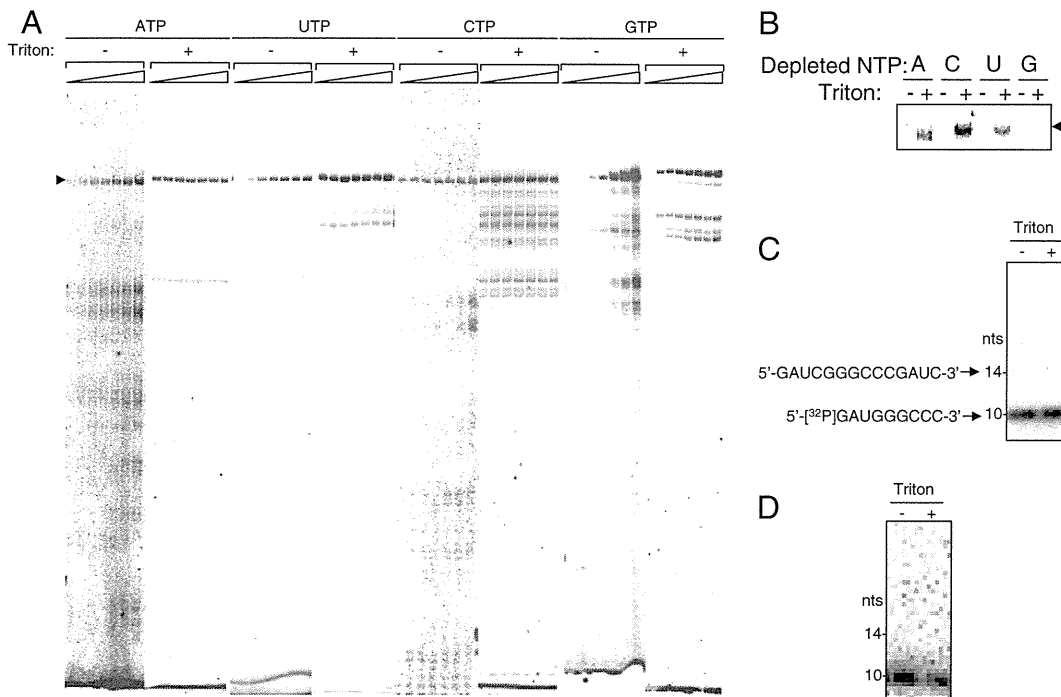 A
ATP UTP CTP GTP
Triton: - + - + - + - +
B
Depleted NTP: A C U G
Triton: - + - + - + - +
C
Triton
- +
nts
5'-GAUCGGGCCCGAUC-3' 14
5'-[³²P]GAUGGGCCC-3' 10
D
Triton
- +
nts
14
10